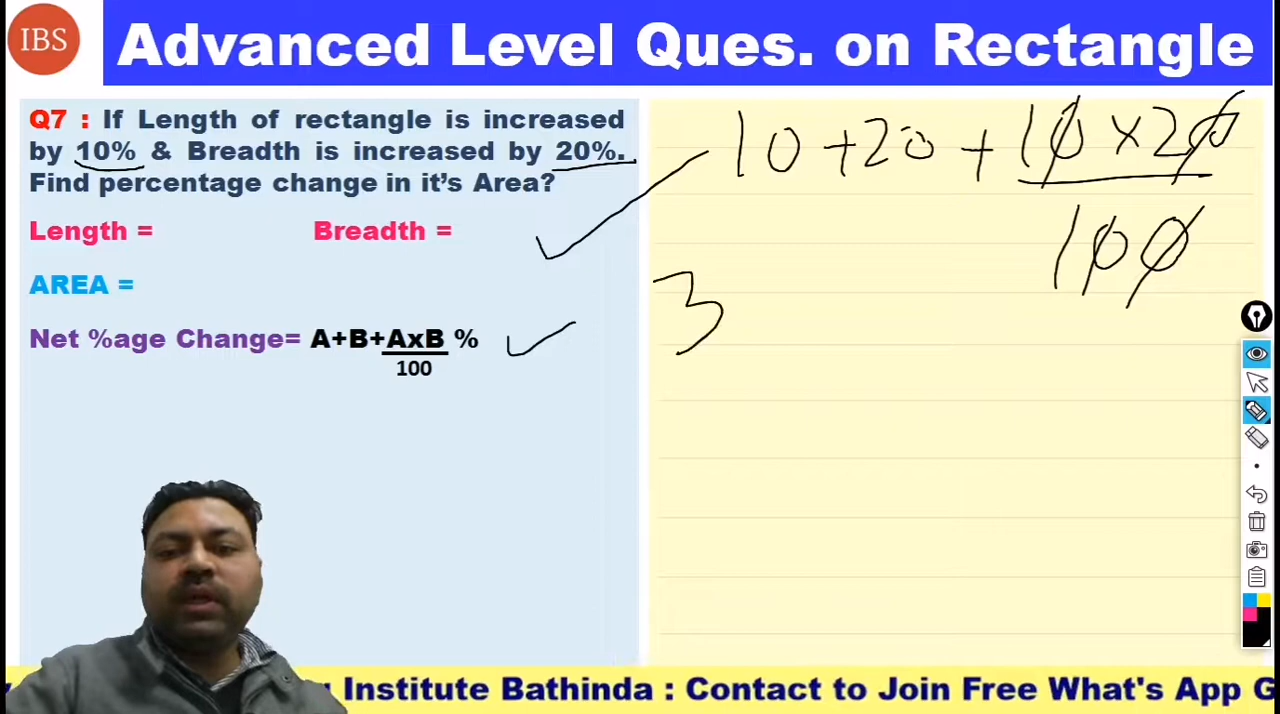 IBS
Advanced Level Ques. on Rectangle
Q7 : If Length of rectangle is increased
by 10% & Breadth is increased by 20%.
Find percentage change in it's Area?
Length = Breadth =
AREA =
Net %age Change= A+B+AxB %
100
10+20+10×20
100
3
Institute Bathinda : Contact to Join Free What's App G